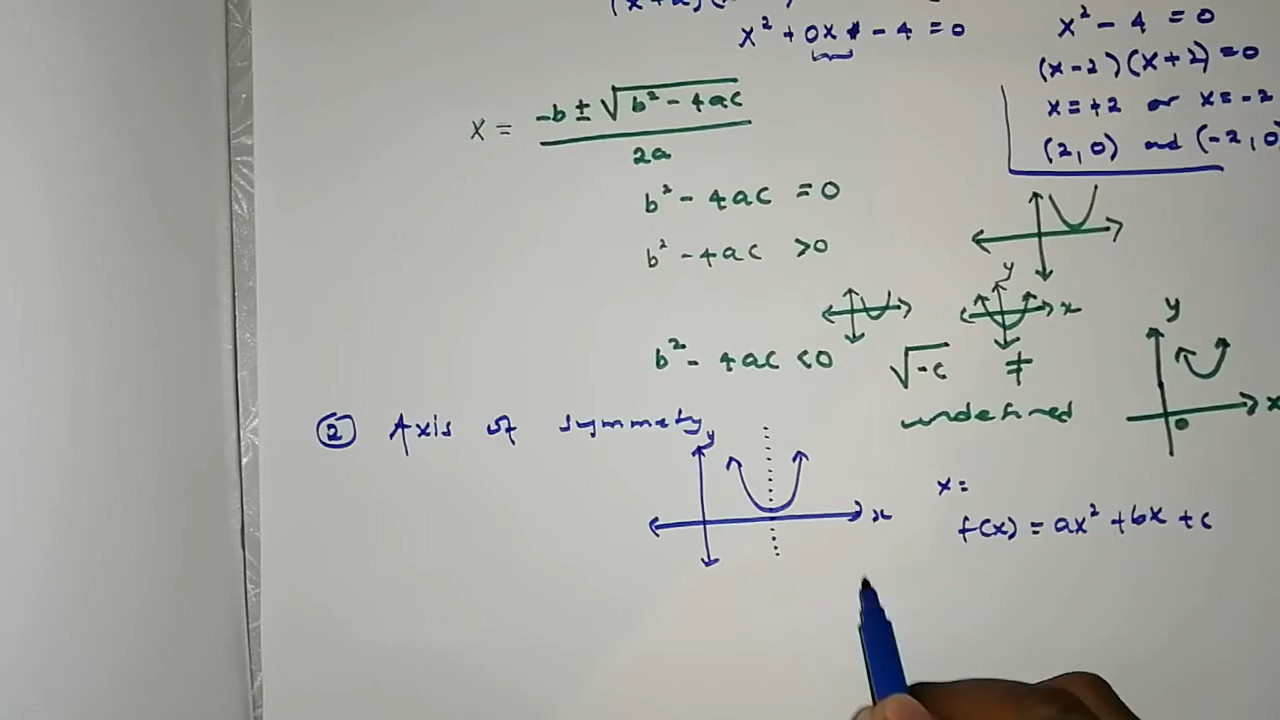 x² + 0x - 4 = 0
x² - 4 = 0
(x-2)(x+2) = 0
x = +2 or x = -2
(2, 0) and (-2, 0)
x = -b ± √b² - 4ac / 2a
b² - 4ac = 0
b² - 4ac > 0
y
x
b² - 4ac < 0
√-c ≠
undefined
y
x
0
② Axis of symmety
y
x
x =
f(x) = ax² + bx + c